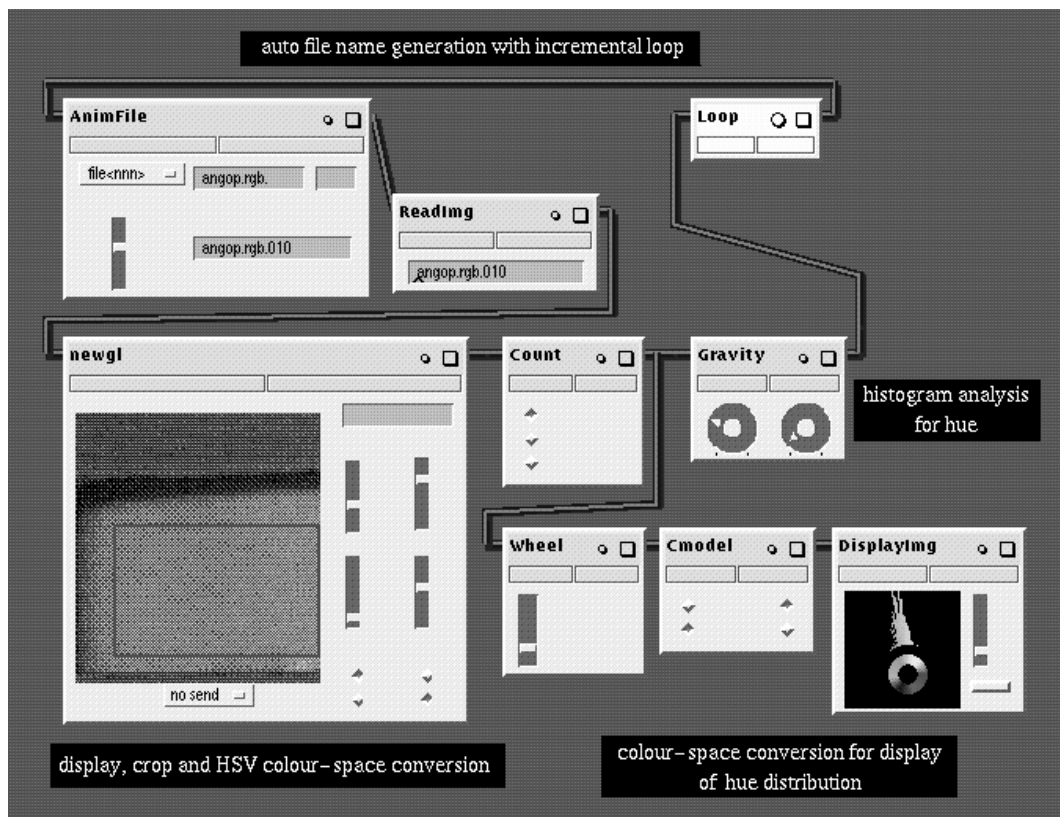 auto file name generation with incremental loop
AnimFile
Loop
file<nnn>
angop.rgb.
ReadImg
angop.rgb.010
angop.rgb.010
newgl
Count
Gravity
histogram analysis
for hue
Wheel
Cmodel
DisplayImg
no send
display, crop and HSV colour-space conversion
colour-space conversion for display
of hue distribution